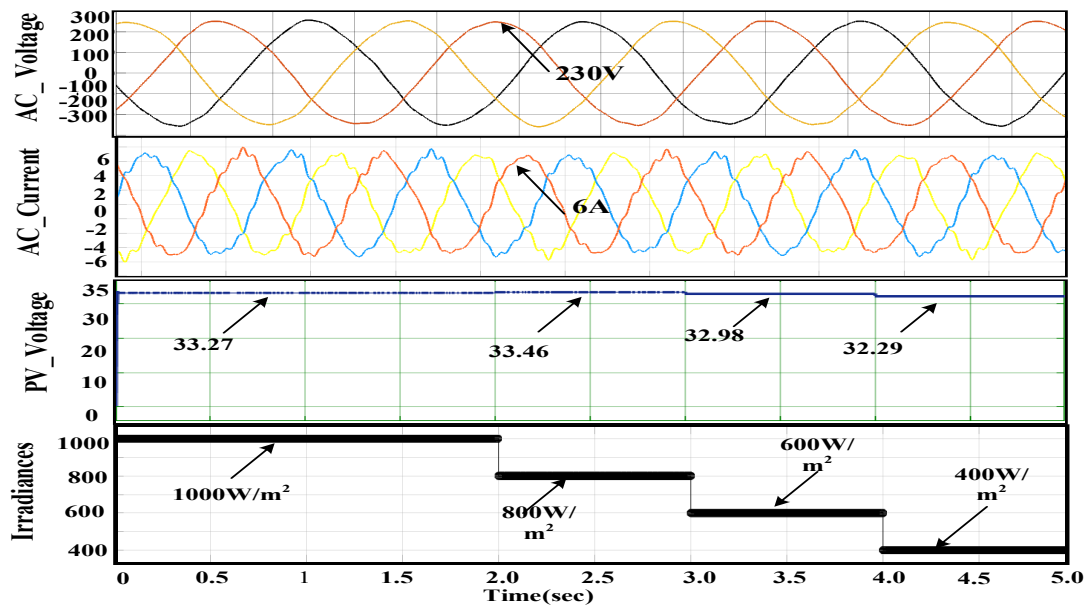 AC_Voltage
300
200
100
0
-100
-200
-300
230V
AC_Current
6
4
2
0
-2
-4
-6
6A
PV_Voltage
35
30
20
10
0
33.27
33.46
32.98
32.29
Irradiances
1000
800
600
400
1000W/m²
800W/
m²
600W/
m²
400W/
m²
0
0.5
1
1.5
2.0
2.5
3.0
3.5
4.0
4.5
5.0
Time(sec)